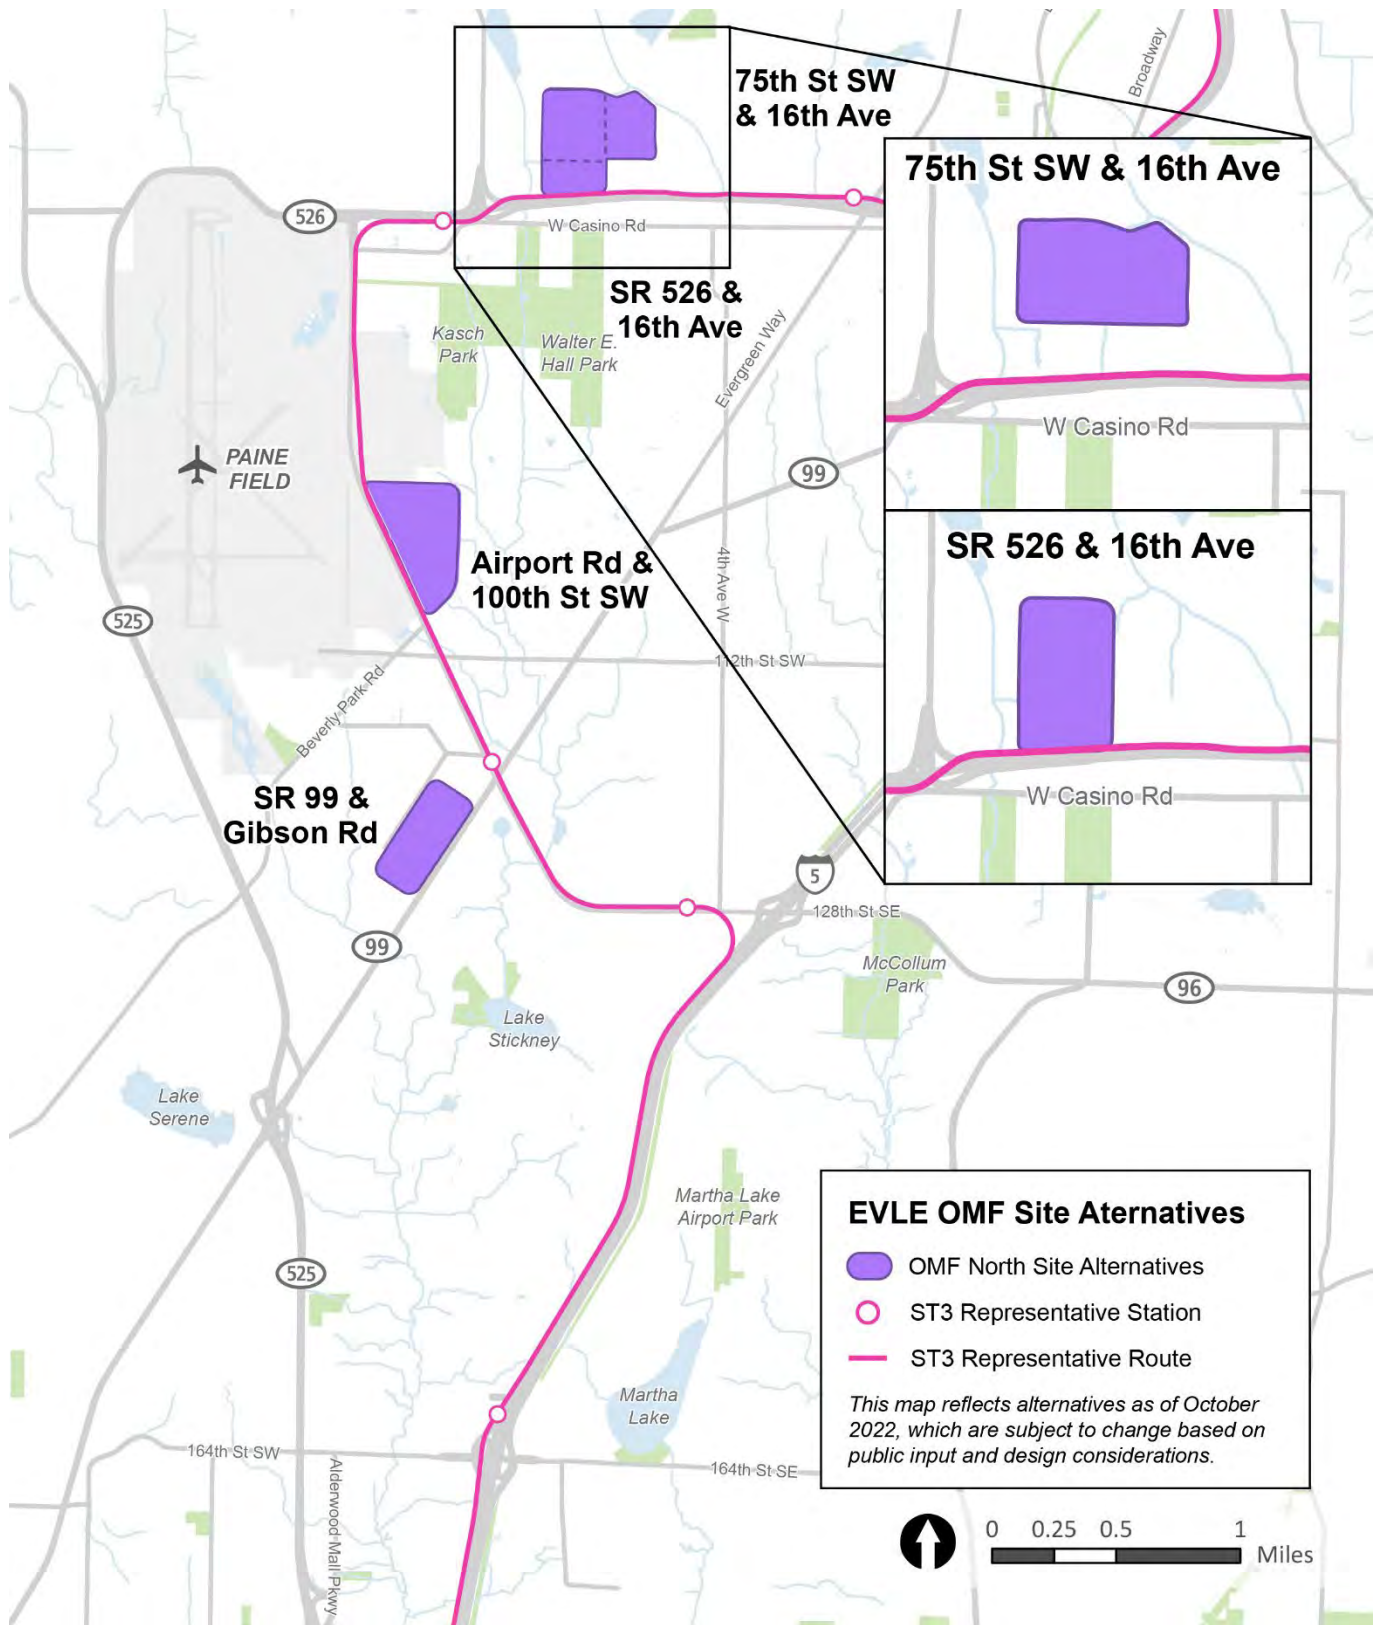 Broadway
75th St SW
& 16th Ave
75th St SW & 16th Ave
526
W Casino Rd
SR 526 &
16th Ave
Kasch
Park
Walter E.
Hall Park
Evergreen Way
W Casino Rd
PAINE
FIELD
99
SR 526 & 16th Ave
Airport Rd &
100th St SW
4th Ave W
525
112th St SW
Beverly Park Rd
SR 99 &
Gibson Rd
W Casino Rd
5
128th St SE
99
McCollum
Park
96
Lake
Stickney
Lake
Serene
Martha Lake
Airport Park
525
EVLE OMF Site Aternatives
OMF North Site Alternatives
ST3 Representative Station
ST3 Representative Route
This map reflects alternatives as of October
2022, which are subject to change based on
public input and design considerations.
Martha
Lake
164th St SW
164th St SE
Alderwood Mall Pkwy
0 0.25 0.5 1
Miles